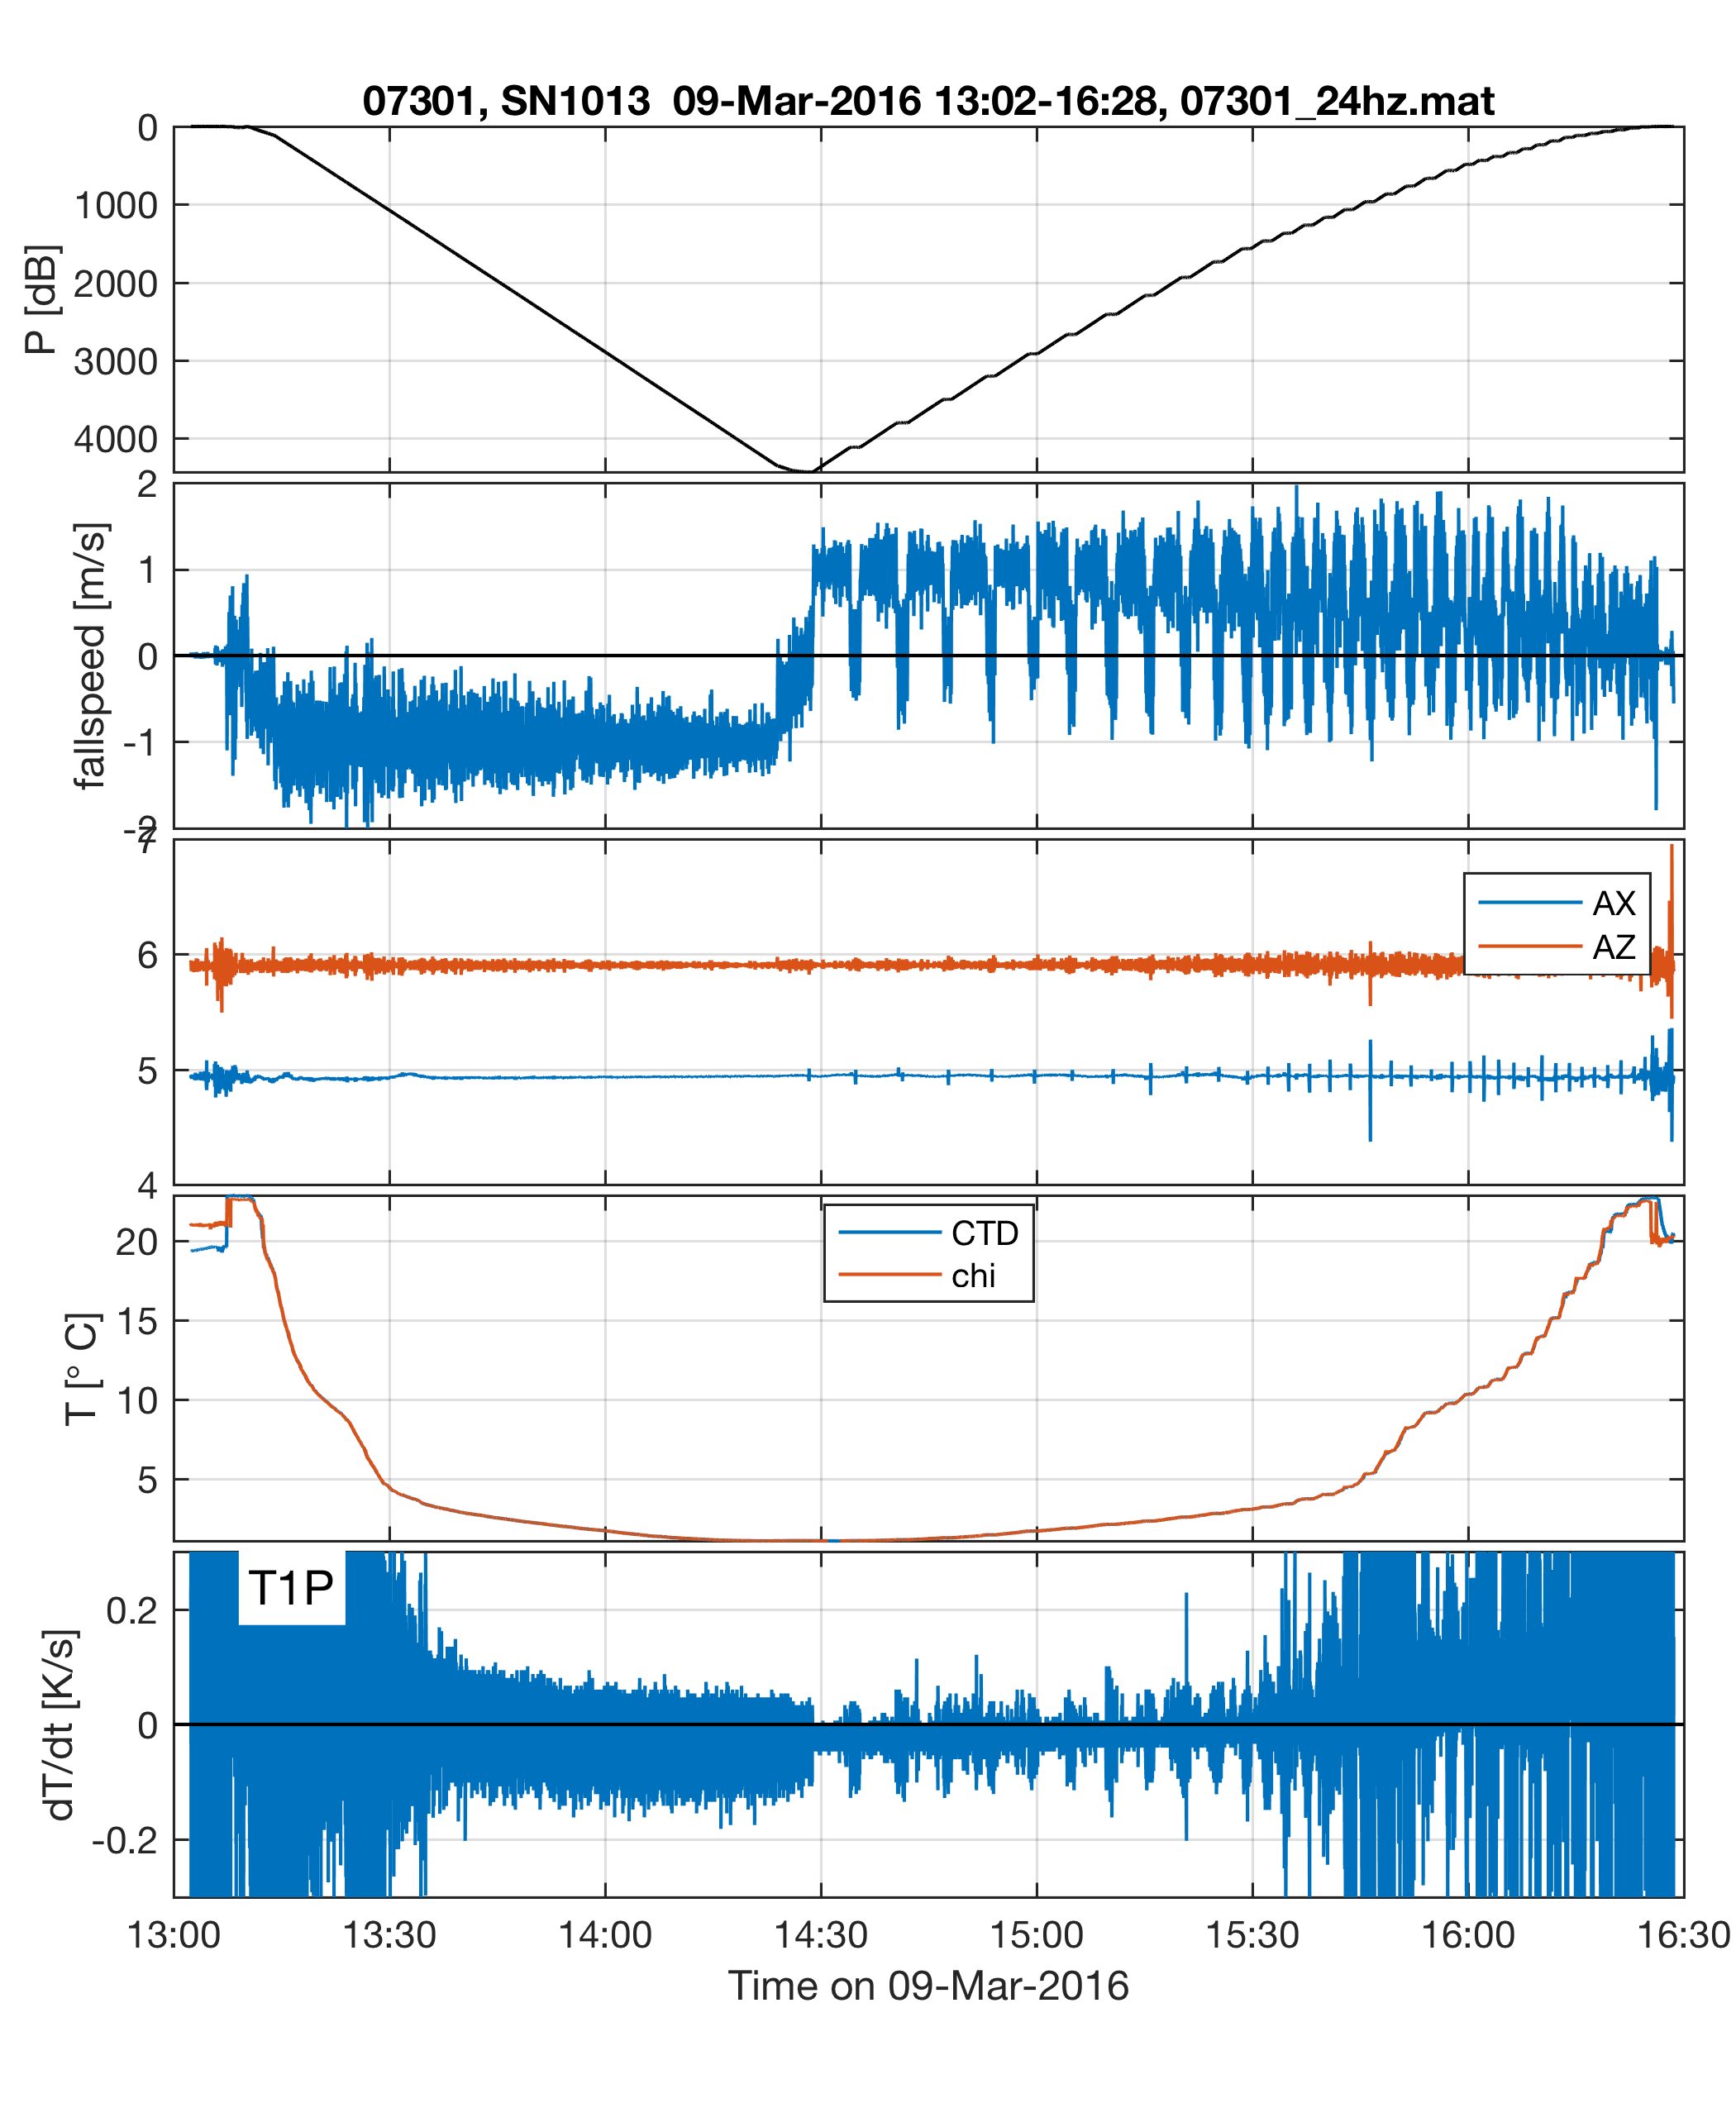 07301, SN1013  09-Mar-2016 13:02-16:28, 07301_24hz.mat
0
1000
2000
3000
4000
P [dB]
2
1
0
-1
-2
fallspeed [m/s]
7
6
5
4
AX
AZ
20
15
10
5
T [° C]
CTD
chi
T1P
0.2
0
-0.2
dT/dt [K/s]
13:00 13:30 14:00 14:30 15:00 15:30 16:00 16:30
Time on 09-Mar-2016